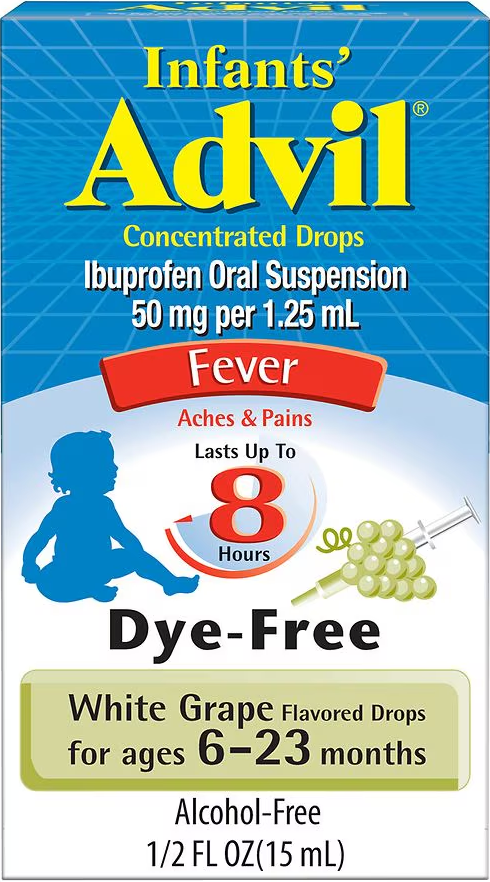 Infants’
Advil®
Concentrated Drops
Ibuprofen Oral Suspension
50 mg per 1.25 mL
Fever
Aches & Pains
Lasts Up To
8
Hours
Dye-Free
White Grape Flavored Drops
for ages 6–23 months
Alcohol-Free
1/2 FL OZ(15 mL)